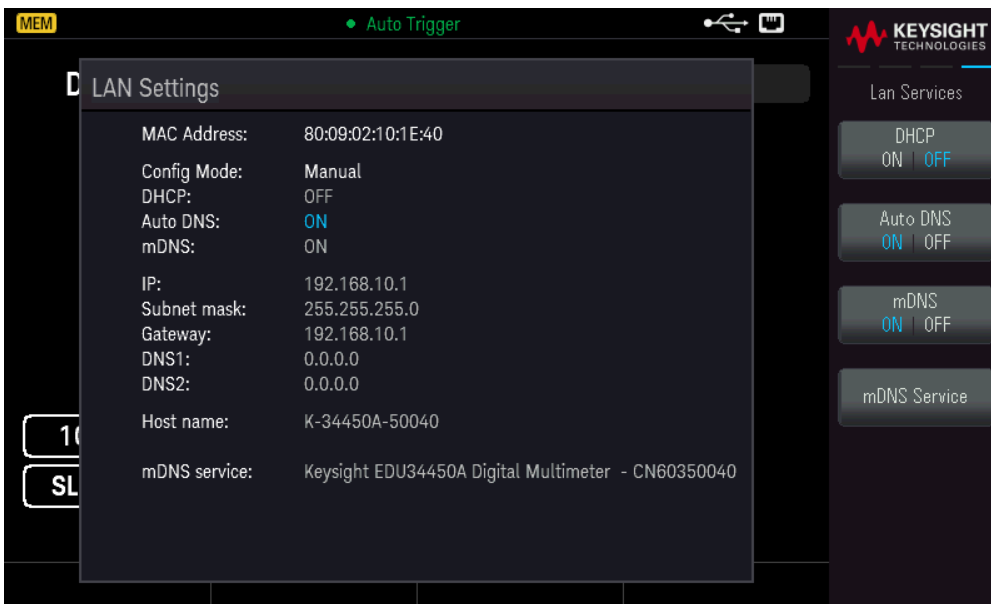 MEM
Auto Trigger
KEYSIGHT
TECHNOLOGIES
D
LAN Settings
MAC Address: 80:09:02:10:1E:40
Config Mode: Manual
DHCP: OFF
Auto DNS: ON
mDNS: ON
IP: 192.168.10.1
Subnet mask: 255.255.255.0
Gateway: 192.168.10.1
DNS1: 0.0.0.0
DNS2: 0.0.0.0
Host name: K-34450A-50040
mDNS service: Keysight EDU34450A Digital Multimeter - CN60350040
10
SL
Lan Services
DHCP
ON | OFF
Auto DNS
ON | OFF
mDNS
ON | OFF
mDNS Service